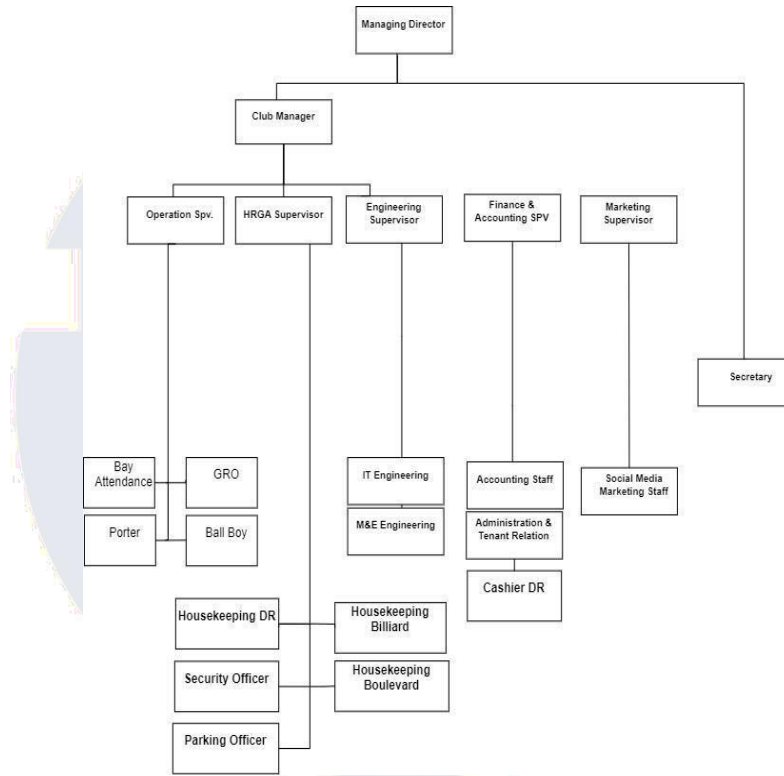 Managing Director
Club Manager
Operation Spv.
HRGA Supervisor
Engineering
Supervisor
Finance &
Accounting SPV
Marketing
Supervisor
Secretary
Bay
Attendance
GRO
IT Engineering
Accounting Staff
Social Media
Marketing Staff
Porter
Ball Boy
M&E Engineering
Administration &
Tenant Relation
Cashier DR
Housekeeping DR
Housekeeping
Billiard
Security Officer
Housekeeping
Boulevard
Parking Officer